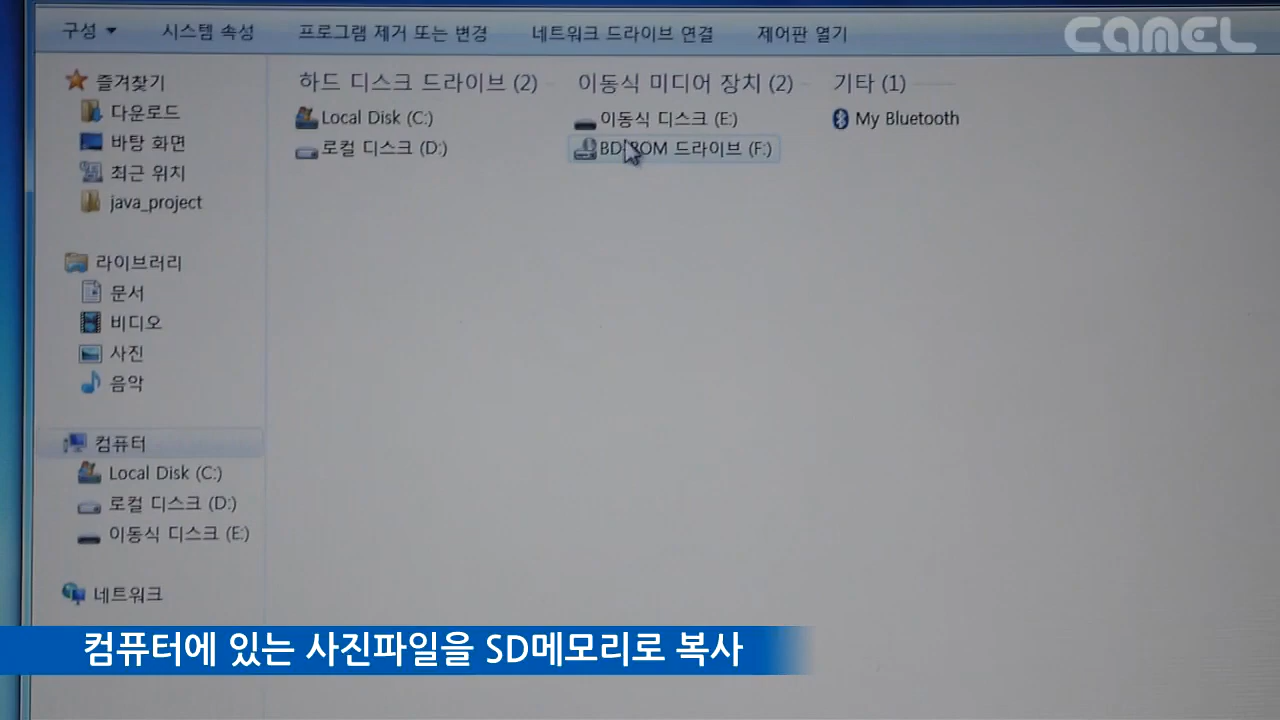 구성 시스템 속성 프로그램 제거 또는 변경 네트워크 드라이브 연결 제어판 열기
CAMEL
즐겨찾기
다운로드
바탕 화면
최근 위치
java_project
라이브러리
문서
비디오
사진
음악
컴퓨터
Local Disk (C:)
로컬 디스크 (D:)
이동식 디스크 (E:)
네트워크
하드 디스크 드라이브 (2)
Local Disk (C:)
로컬 디스크 (D:)
이동식 미디어 장치 (2)
이동식 디스크 (E:)
BD-ROM 드라이브 (F:)
기타 (1)
My Bluetooth
컴퓨터에 있는 사진파일을 SD메모리로 복사